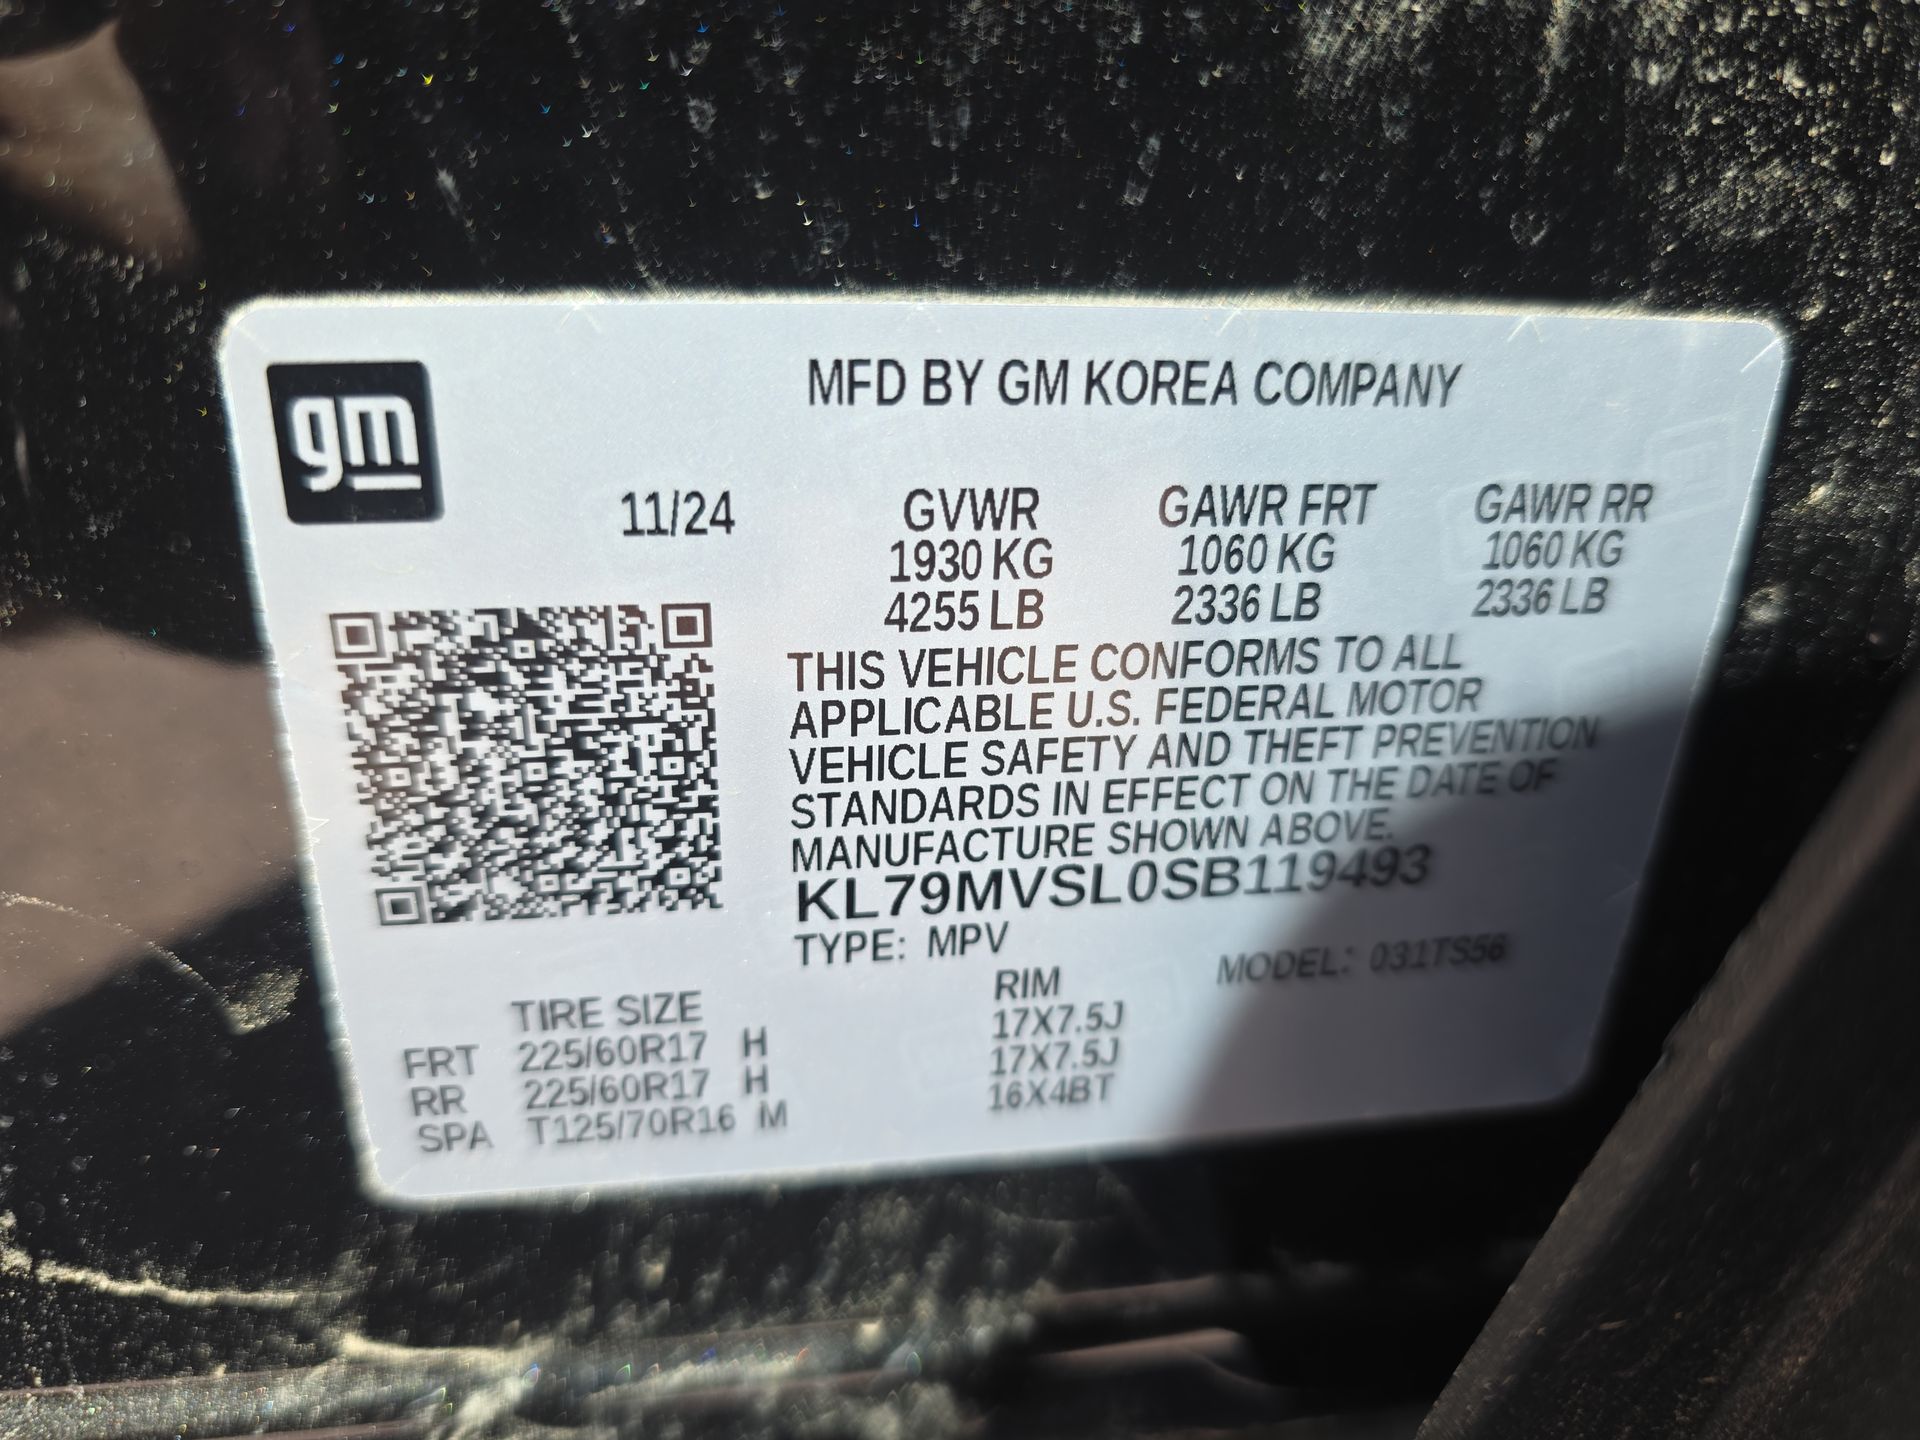 gm
MFD BY GM KOREA COMPANY
11/24
GVWR GAWR FRT GAWR RR
1930 KG 1060 KG 1060 KG
4255 LB 2336 LB 2336 LB
THIS VEHICLE CONFORMS TO ALL
APPLICABLE U.S. FEDERAL MOTOR
VEHICLE SAFETY AND THEFT PREVENTION
STANDARDS IN EFFECT ON THE DATE OF
MANUFACTURE SHOWN ABOVE.
KL79MVSL0SB119493
TYPE: MPV MODEL: 031TS56
TIRE SIZE RIM
FRT 225/60R17 H 17X7.5J
RR 225/60R17 H 17X7.5J
SPA T125/70R16 M 16X4BT